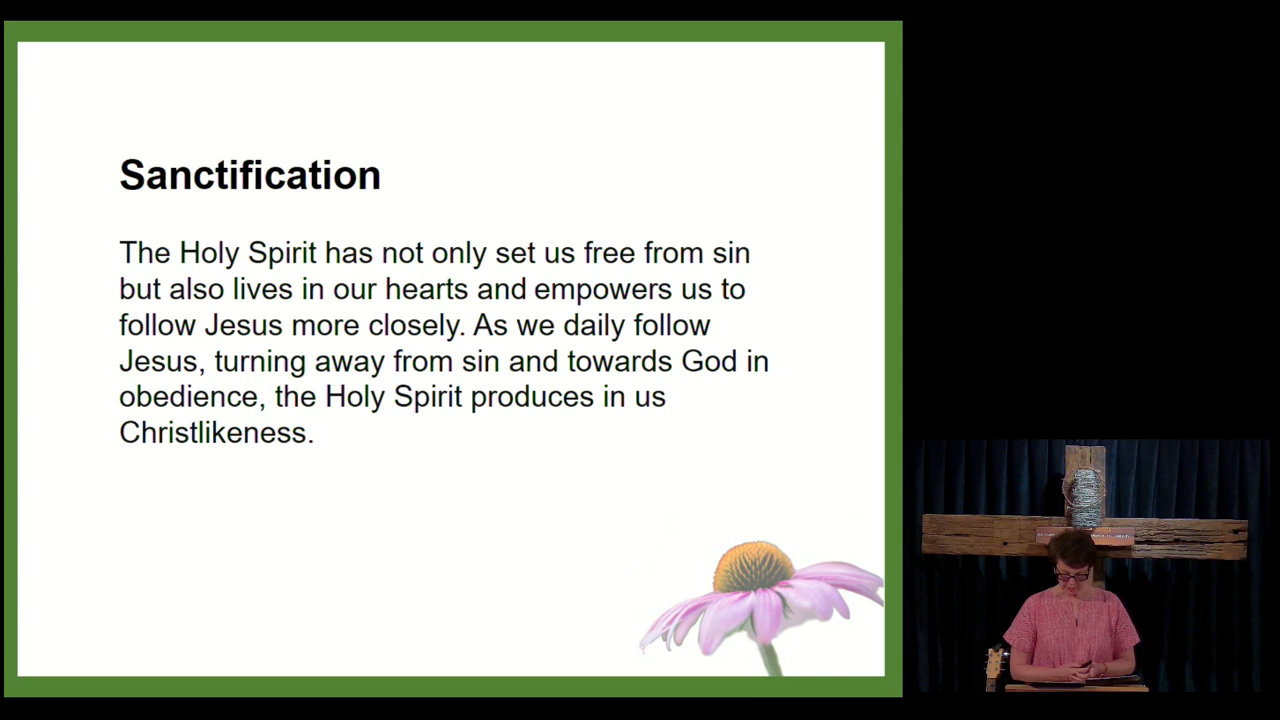 Sanctification
The Holy Spirit has not only set us free from sin
but also lives in our hearts and empowers us to
follow Jesus more closely. As we daily follow
Jesus, turning away from sin and towards God in
obedience, the Holy Spirit produces in us
Christlikeness.